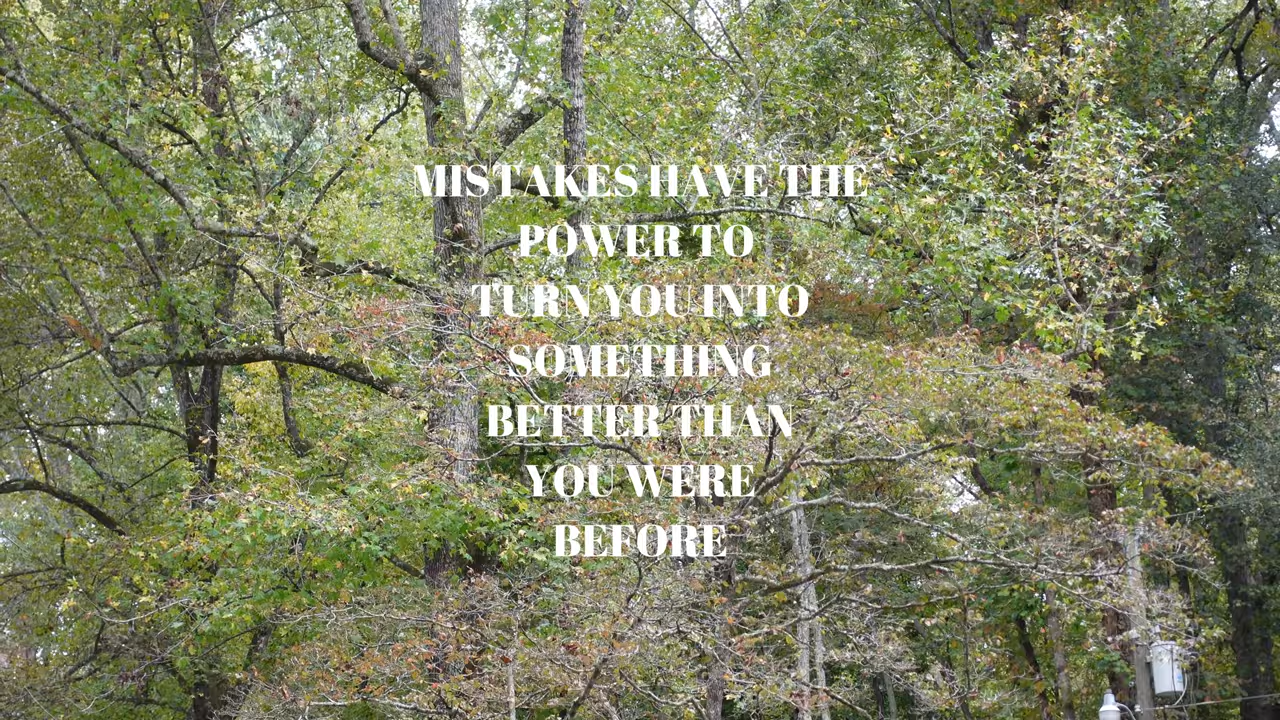 MISTAKES HAVE THE
POWER TO
TURN YOU INTO
SOMETHING
BETTER THAN
YOU WERE
BEFORE